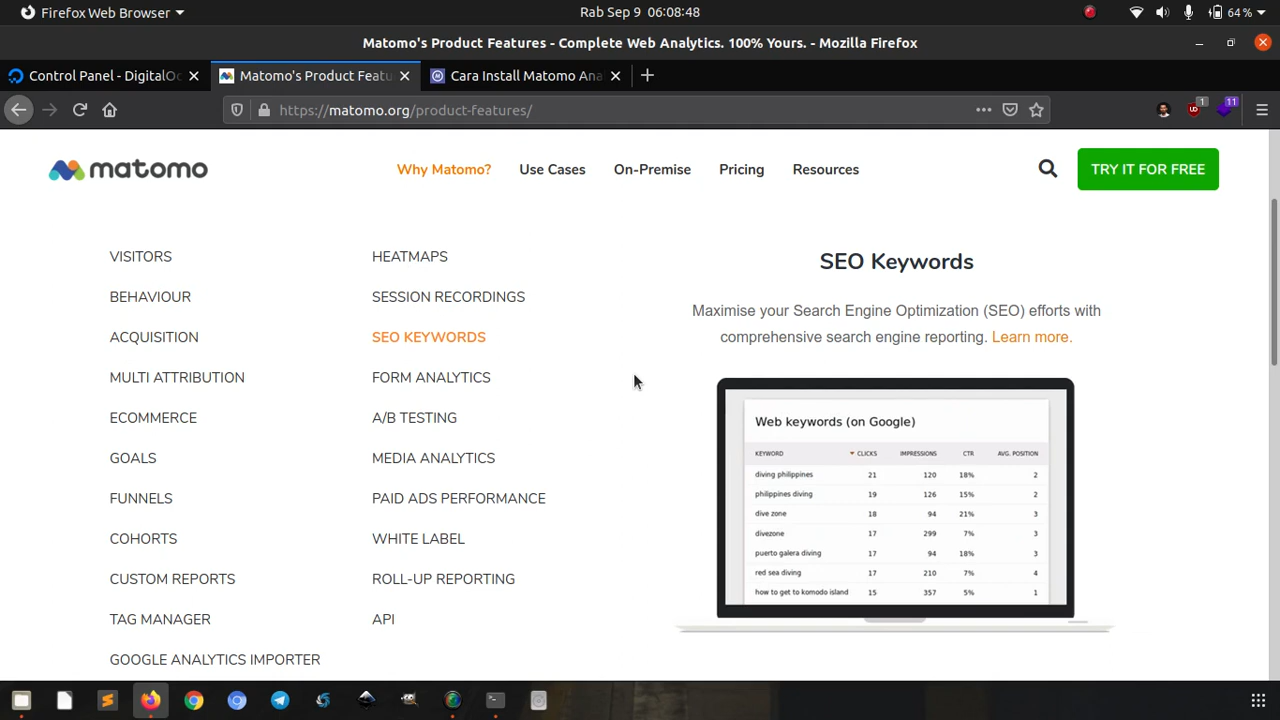 Firefox Web Browser
Rab Sep 9 06:08:48
64 %
Matomo's Product Features - Complete Web Analytics. 100% Yours. - Mozilla Firefox
Control Panel - DigitalOc
Matomo's Product Featu
Cara Install Matomo Ana
https://matomo.org/product-features/
1
11
matomo
Why Matomo?
Use Cases
On-Premise
Pricing
Resources
TRY IT FOR FREE
VISITORS
BEHAVIOUR
ACQUISITION
MULTI ATTRIBUTION
ECOMMERCE
GOALS
FUNNELS
COHORTS
CUSTOM REPORTS
TAG MANAGER
GOOGLE ANALYTICS IMPORTER
HEATMAPS
SESSION RECORDINGS
SEO KEYWORDS
FORM ANALYTICS
A/B TESTING
MEDIA ANALYTICS
PAID ADS PERFORMANCE
WHITE LABEL
ROLL-UP REPORTING
API
SEO Keywords
Maximise your Search Engine Optimization (SEO) efforts with
comprehensive search engine reporting. Learn more.
Web keywords (on Google)
KEYWORD CLICKS IMPRESSIONS CTR AVG. POSITION
diving philippines 21 120 18% 2
philippines diving 19 126 15% 2
dive zone 18 94 21% 3
divezone 17 299 7% 3
puerto galera diving 17 94 18% 3
red sea diving 17 210 7% 4
how to get to komodo island 15 357 5% 1